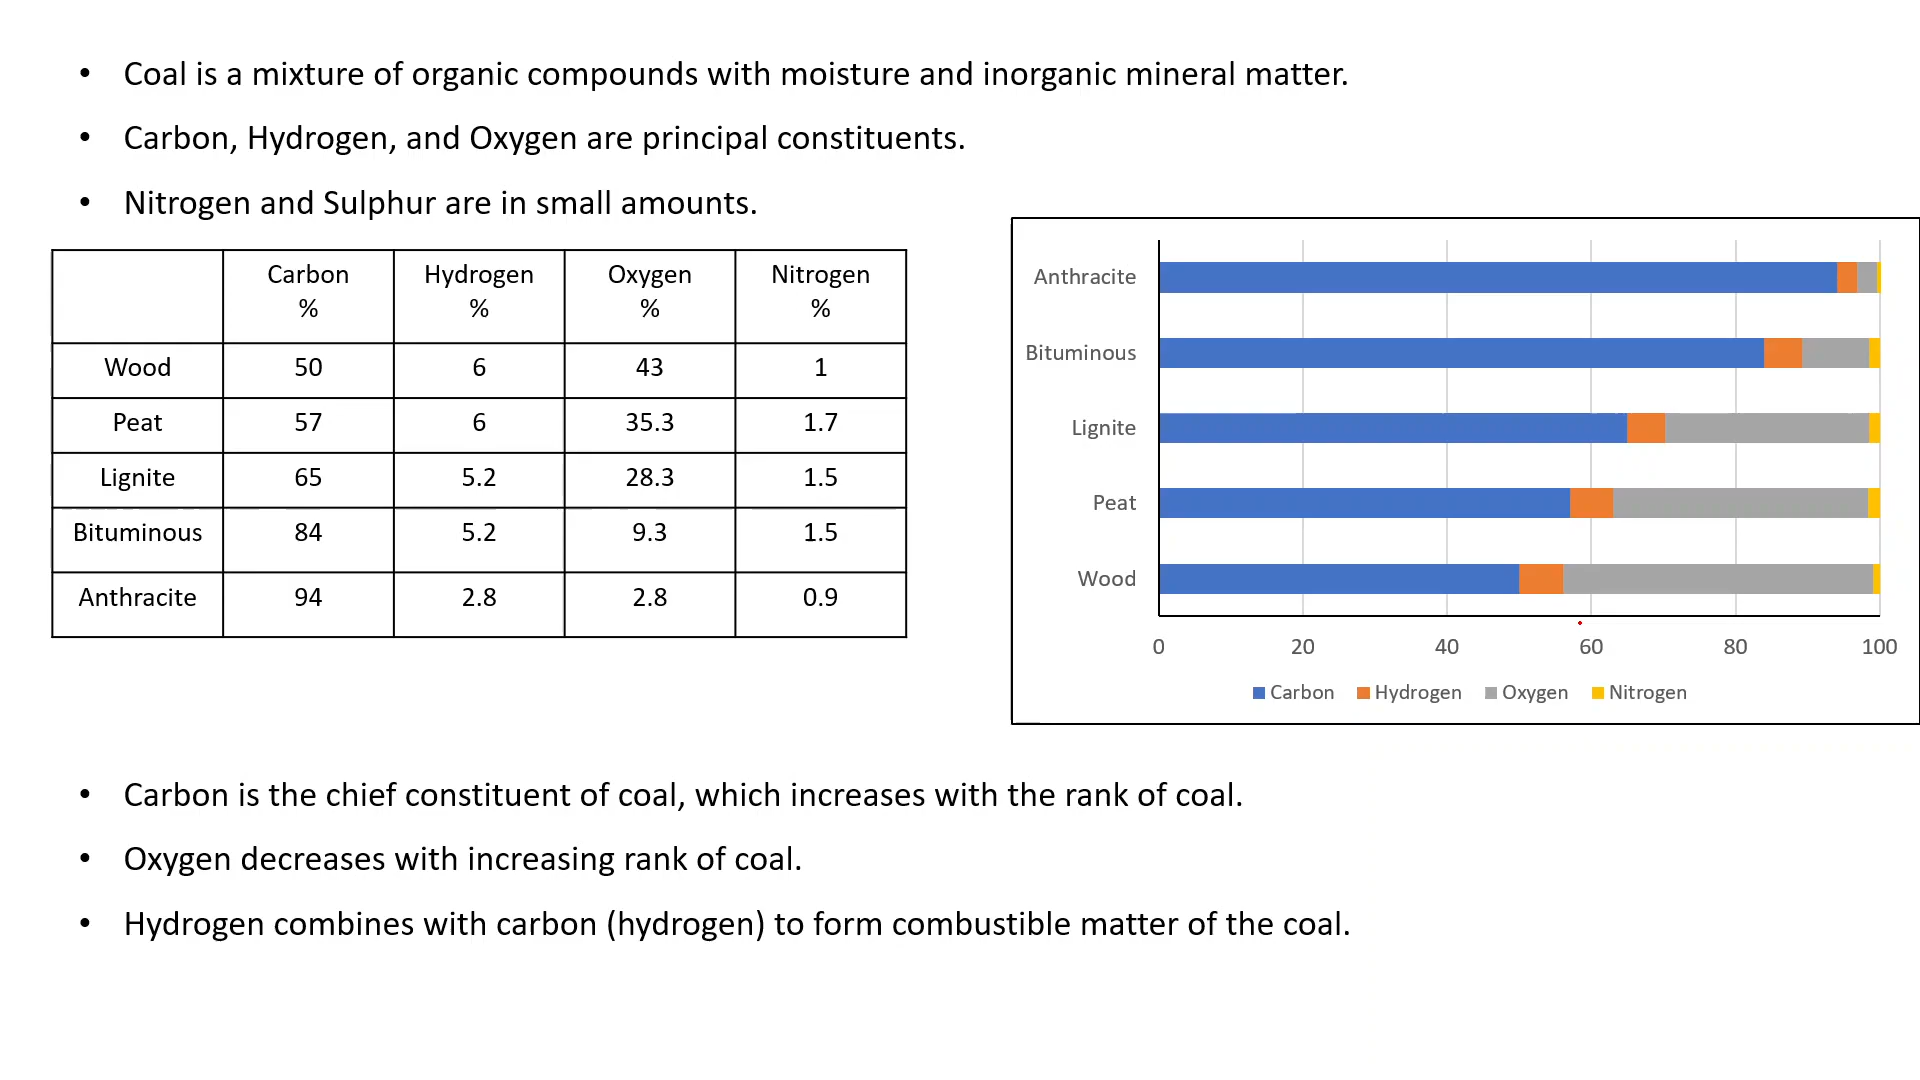 • Coal is a mixture of organic compounds with moisture and inorganic mineral matter.
• Carbon, Hydrogen, and Oxygen are principal constituents.
• Nitrogen and Sulphur are in small amounts.
Carbon % Hydrogen % Oxygen % Nitrogen %
Wood 50 6 43 1
Peat 57 6 35.3 1.7
Lignite 65 5.2 28.3 1.5
Bituminous 84 5.2 9.3 1.5
Anthracite 94 2.8 2.8 0.9
Anthracite
Bituminous
Lignite
Peat
Wood
0 20 40 60 80 100
Carbon Hydrogen Oxygen Nitrogen
• Carbon is the chief constituent of coal, which increases with the rank of coal.
• Oxygen decreases with increasing rank of coal.
• Hydrogen combines with carbon (hydrogen) to form combustible matter of the coal.